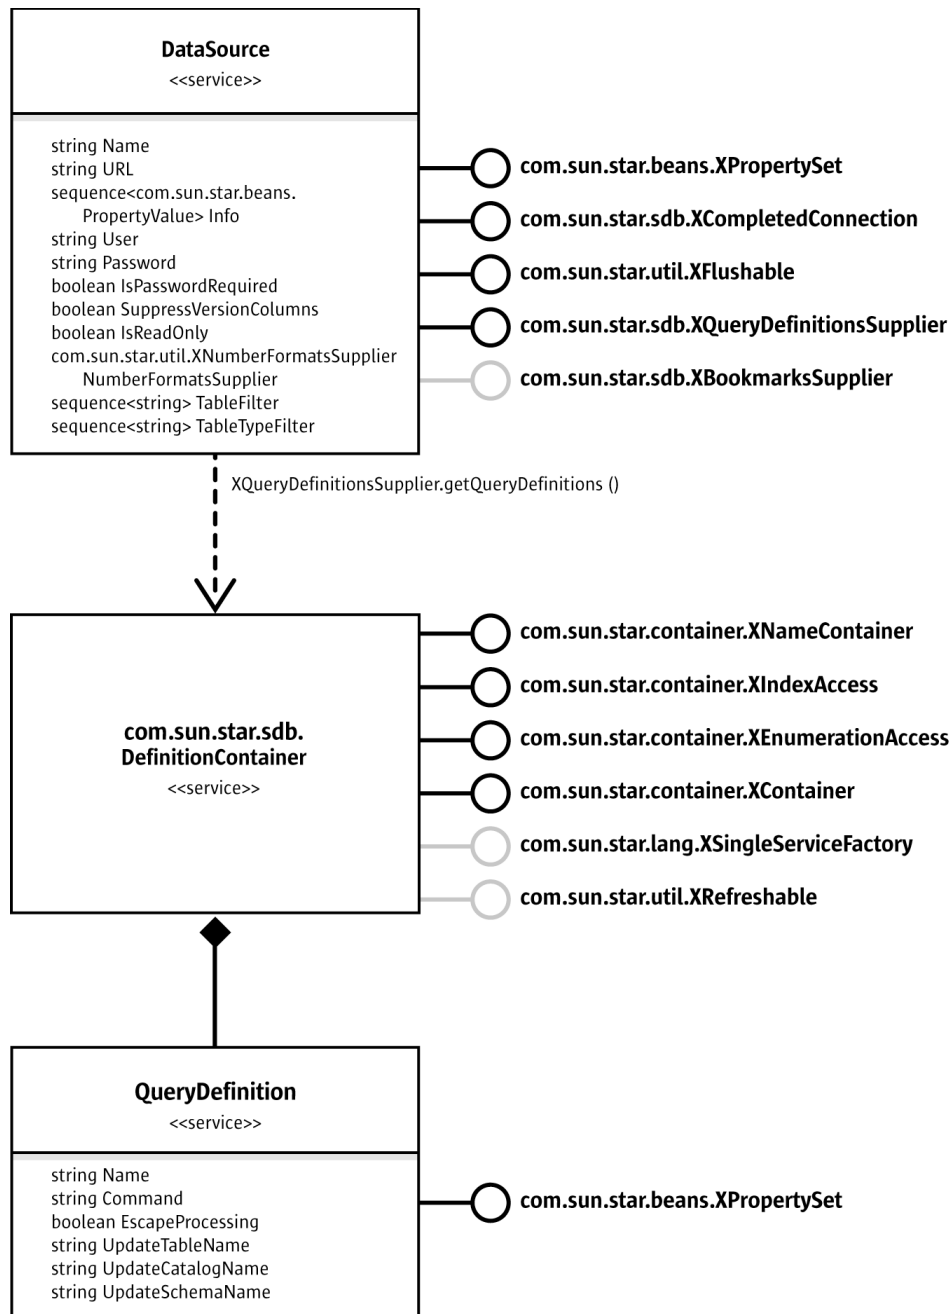 DataSource
<<service>>
string Name
string URL
sequence<com.sun.star.beans.
PropertyValue> Info
string User
string Password
boolean IsPasswordRequired
boolean SuppressVersionColumns
boolean IsReadOnly
com.sun.star.util.XNumberFormatsSupplier
NumberFormatsSupplier
sequence<string> TableFilter
sequence<string> TableTypeFilter
com.sun.star.beans.XPropertySet
com.sun.star.sdb.XCompletedConnection
com.sun.star.util.XFlushable
com.sun.star.sdb.XQueryDefinitionsSupplier
com.sun.star.sdb.XBookmarksSupplier
XQueryDefinitionsSupplier.getQueryDefinitions ()
com.sun.star.sdb.
DefinitionContainer
<<service>>
com.sun.star.container.XNameContainer
com.sun.star.container.XIndexAccess
com.sun.star.container.XEnumerationAccess
com.sun.star.container.XContainer
com.sun.star.lang.XSingleServiceFactory
com.sun.star.util.XRefreshable
QueryDefinition
<<service>>
string Name
string Command
boolean EscapeProcessing
string UpdateTableName
string UpdateCatalogName
string UpdateSchemaName
com.sun.star.beans.XPropertySet